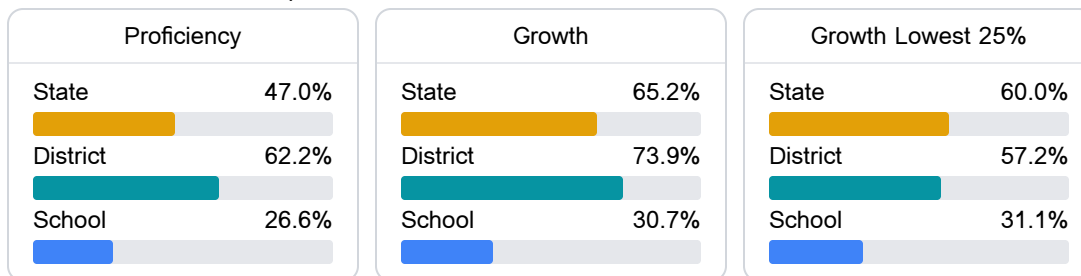 Proficiency
State 47.0%
District 62.2%
School 26.6%
Growth
State 65.2%
District 73.9%
School 30.7%
Growth Lowest 25%
State 60.0%
District 57.2%
School 31.1%